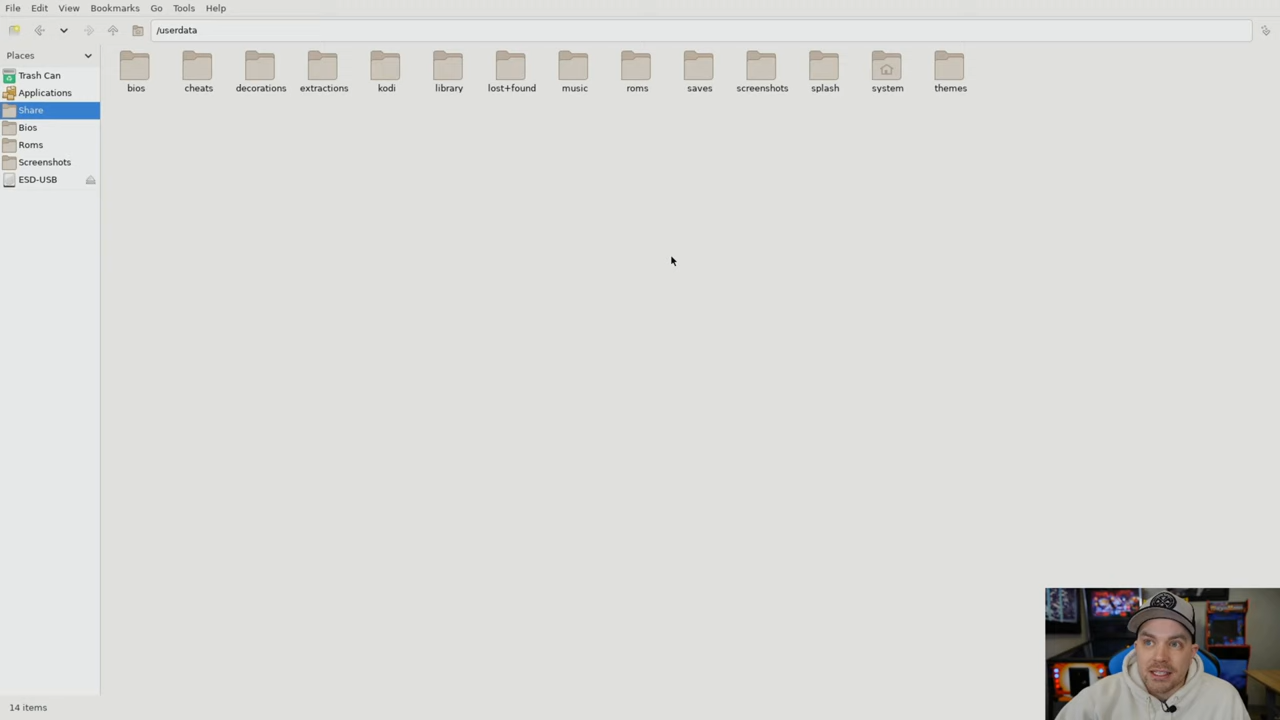 File Edit View Bookmarks Go Tools Help
/userdata
Places
Trash Can
Applications
Share
Bios
Roms
Screenshots
ESD-USB
bios cheats decorations extractions kodi library lost+found music roms saves screenshots splash system themes
14 items